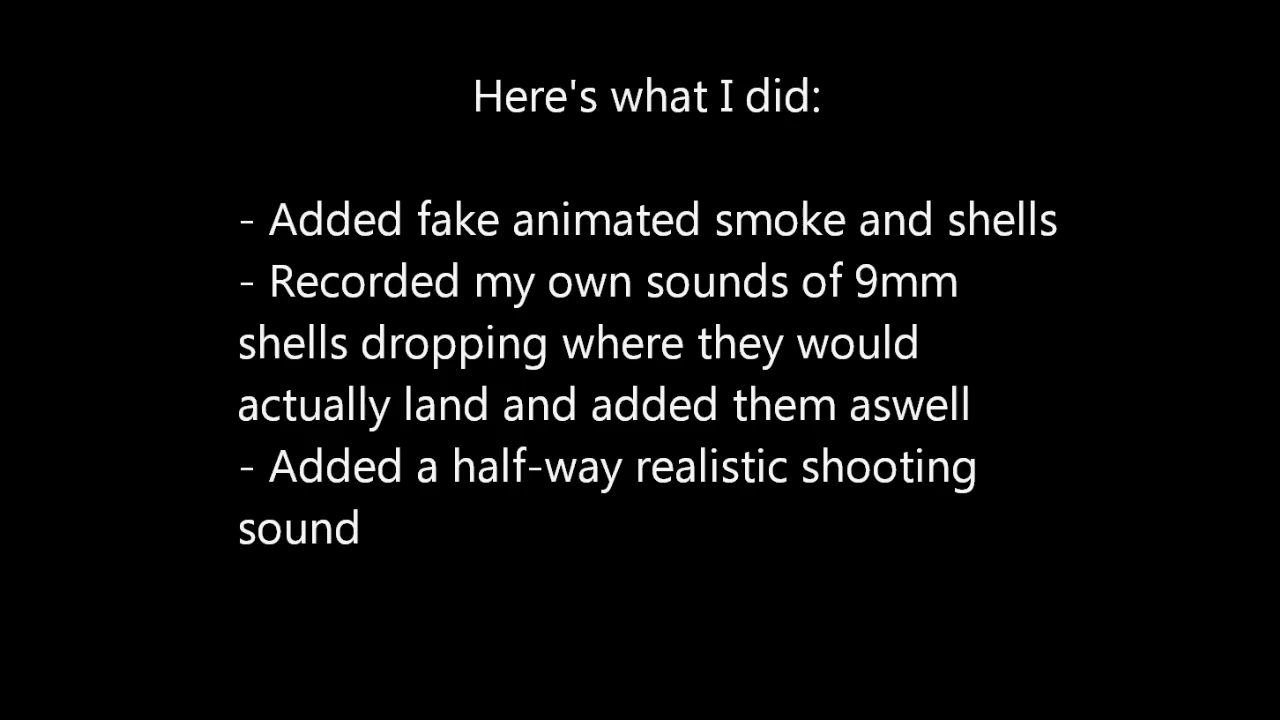 Here's what I did:
- Added fake animated smoke and shells
- Recorded my own sounds of 9mm
shells dropping where they would
actually land and added them aswell
- Added a half-way realistic shooting
sound